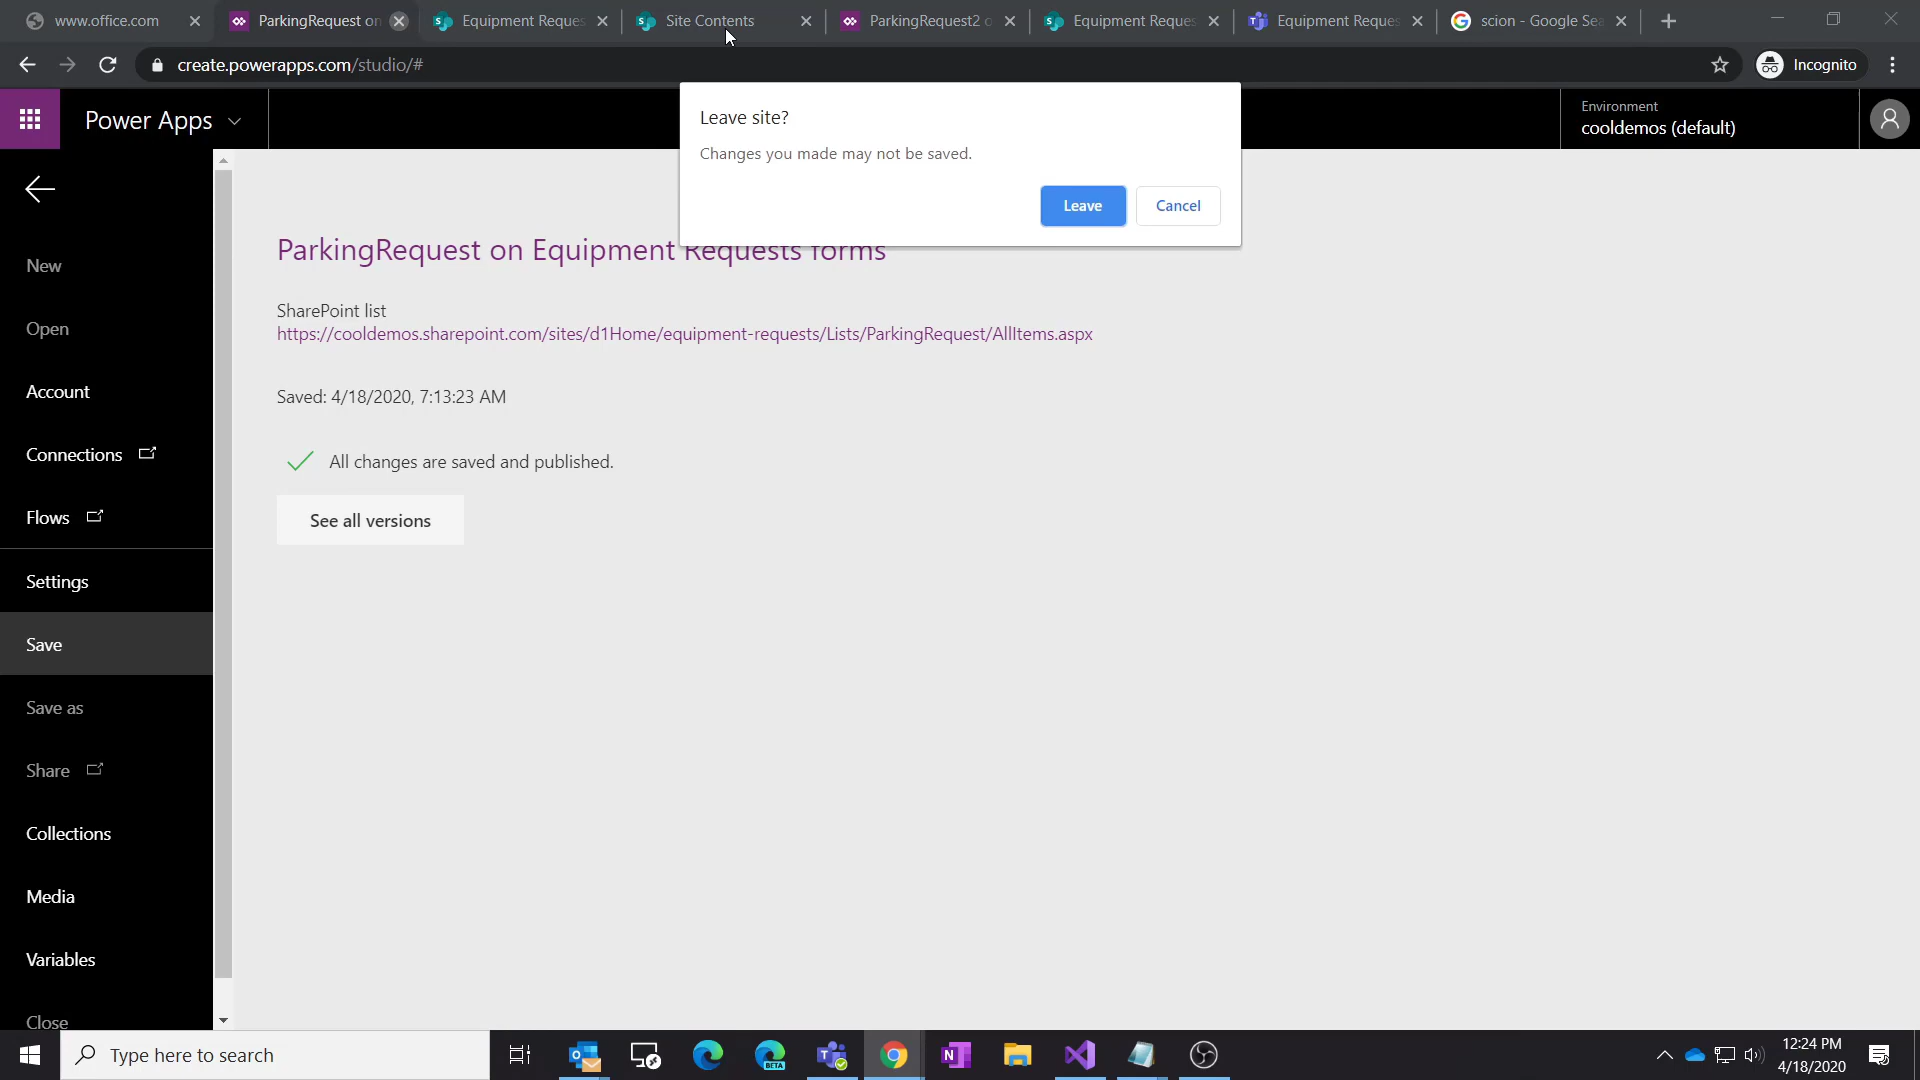 www.office.com
ParkingRequest on
Equipment Reques
Site Contents
ParkingRequest2 o
Equipment Reques
Equipment Reques
scion - Google Sea
create.powerapps.com/studio/#
Incognito
Power Apps
Environment
cooldemos (default)
Leave site?
Changes you made may not be saved.
Leave
Cancel
New
Open
Account
Connections
Flows
Settings
Save
Save as
Share
Collections
Media
Variables
Close
ParkingRequest on Equipment Requests forms
SharePoint list
https://cooldemos.sharepoint.com/sites/d1Home/equipment-requests/Lists/ParkingRequest/AllItems.aspx
Saved: 4/18/2020, 7:13:23 AM
All changes are saved and published.
See all versions
Type here to search
BETA
12:24 PM
4/18/2020